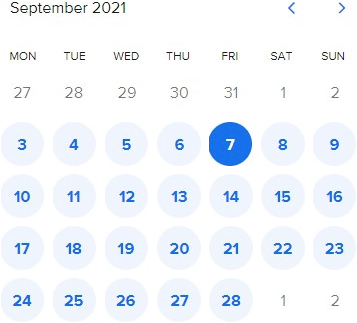 September 2021
MON TUE WED THU FRI SAT SUN
27 28 29 30 31 1 2
3 4 5 6 7 8 9
10 11 12 13 14 15 16
17 18 19 20 21 22 23
24 25 26 27 28 1 2